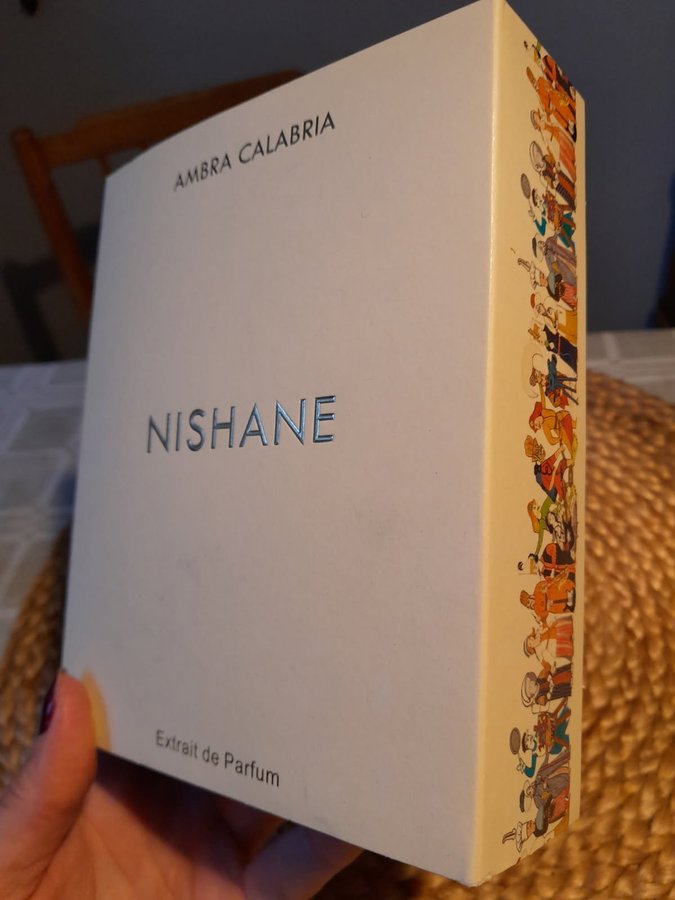 AMBRA CALABRIA
NISHANE
Extrait de Parfum